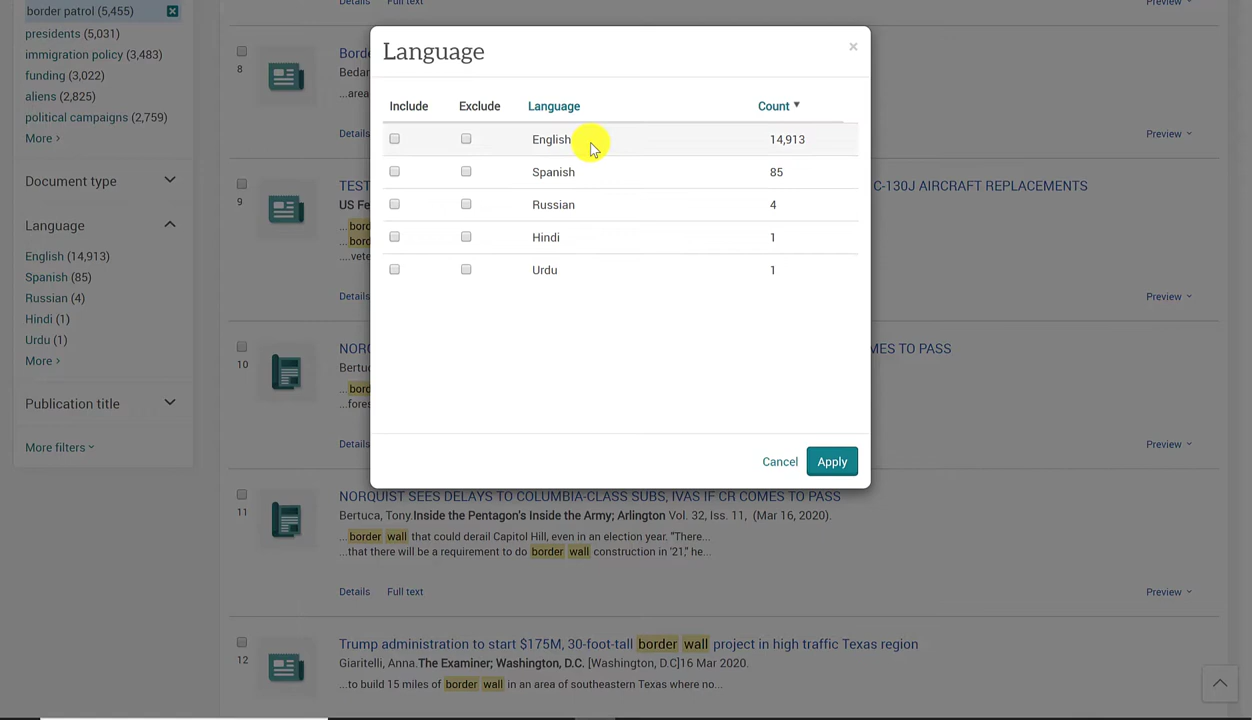 border patrol (5,455)
presidents (5,031)
immigration policy (3,483)
funding (3,022)
aliens (2,825)
political campaigns (2,759)
More >
Document type
Language
English (14,913)
Spanish (85)
Russian (4)
Hindi (1)
Urdu (1)
More >
Publication title
More filters
Details Full text
Preview
8
Bord
Bedar
...area
Details
Preview
9
TEST
C-130J AIRCRAFT REPLACEMENTS
US Fe
...bord
...bord
....vete
Details
Preview
10
NOR
MES TO PASS
Bertu
...bord
...fores
Details
Preview
Language
×
Include Exclude Language Count
English 14,913
Spanish 85
Russian 4
Hindi 1
Urdu 1
Cancel Apply
11
NORQUIST SEES DELAYS TO COLUMBIA-CLASS SUBS, IVAS IF CR COMES TO PASS
Bertuca, Tony.Inside the Pentagon's Inside the Army; Arlington Vol. 32, Iss. 11, (Mar 16, 2020).
...border wall that could derail Capitol Hill, even in an election year. "There...
...that there will be a requirement to do border wall construction in '21," he...
Details Full text
Preview
12
Trump administration to start $175M, 30-foot-tall border wall project in high traffic Texas region
Giaritelli, Anna.The Examiner; Washington, D.C. [Washington, D.C]16 Mar 2020.
...to build 15 miles of border wall in an area of southeastern Texas where no...